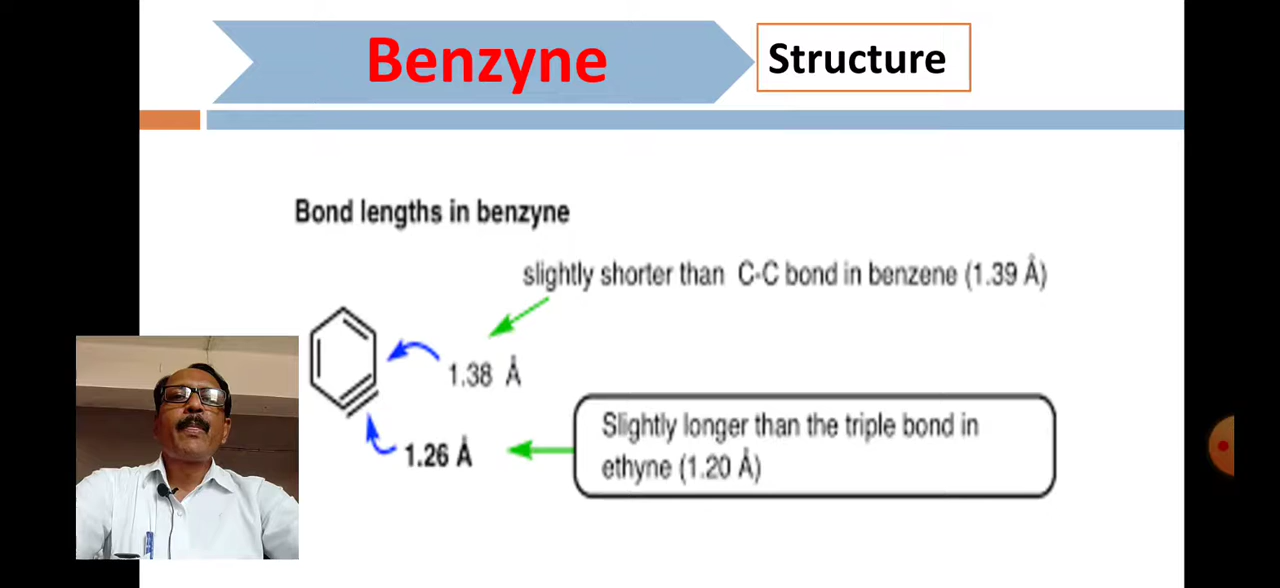 Benzyne
Structure
Bond lengths in benzyne
slightly shorter than C-C bond in benzene (1.39 Å)
1.38 Å
Slightly longer than the triple bond in
ethyne (1.20 Å)
1.26 Å